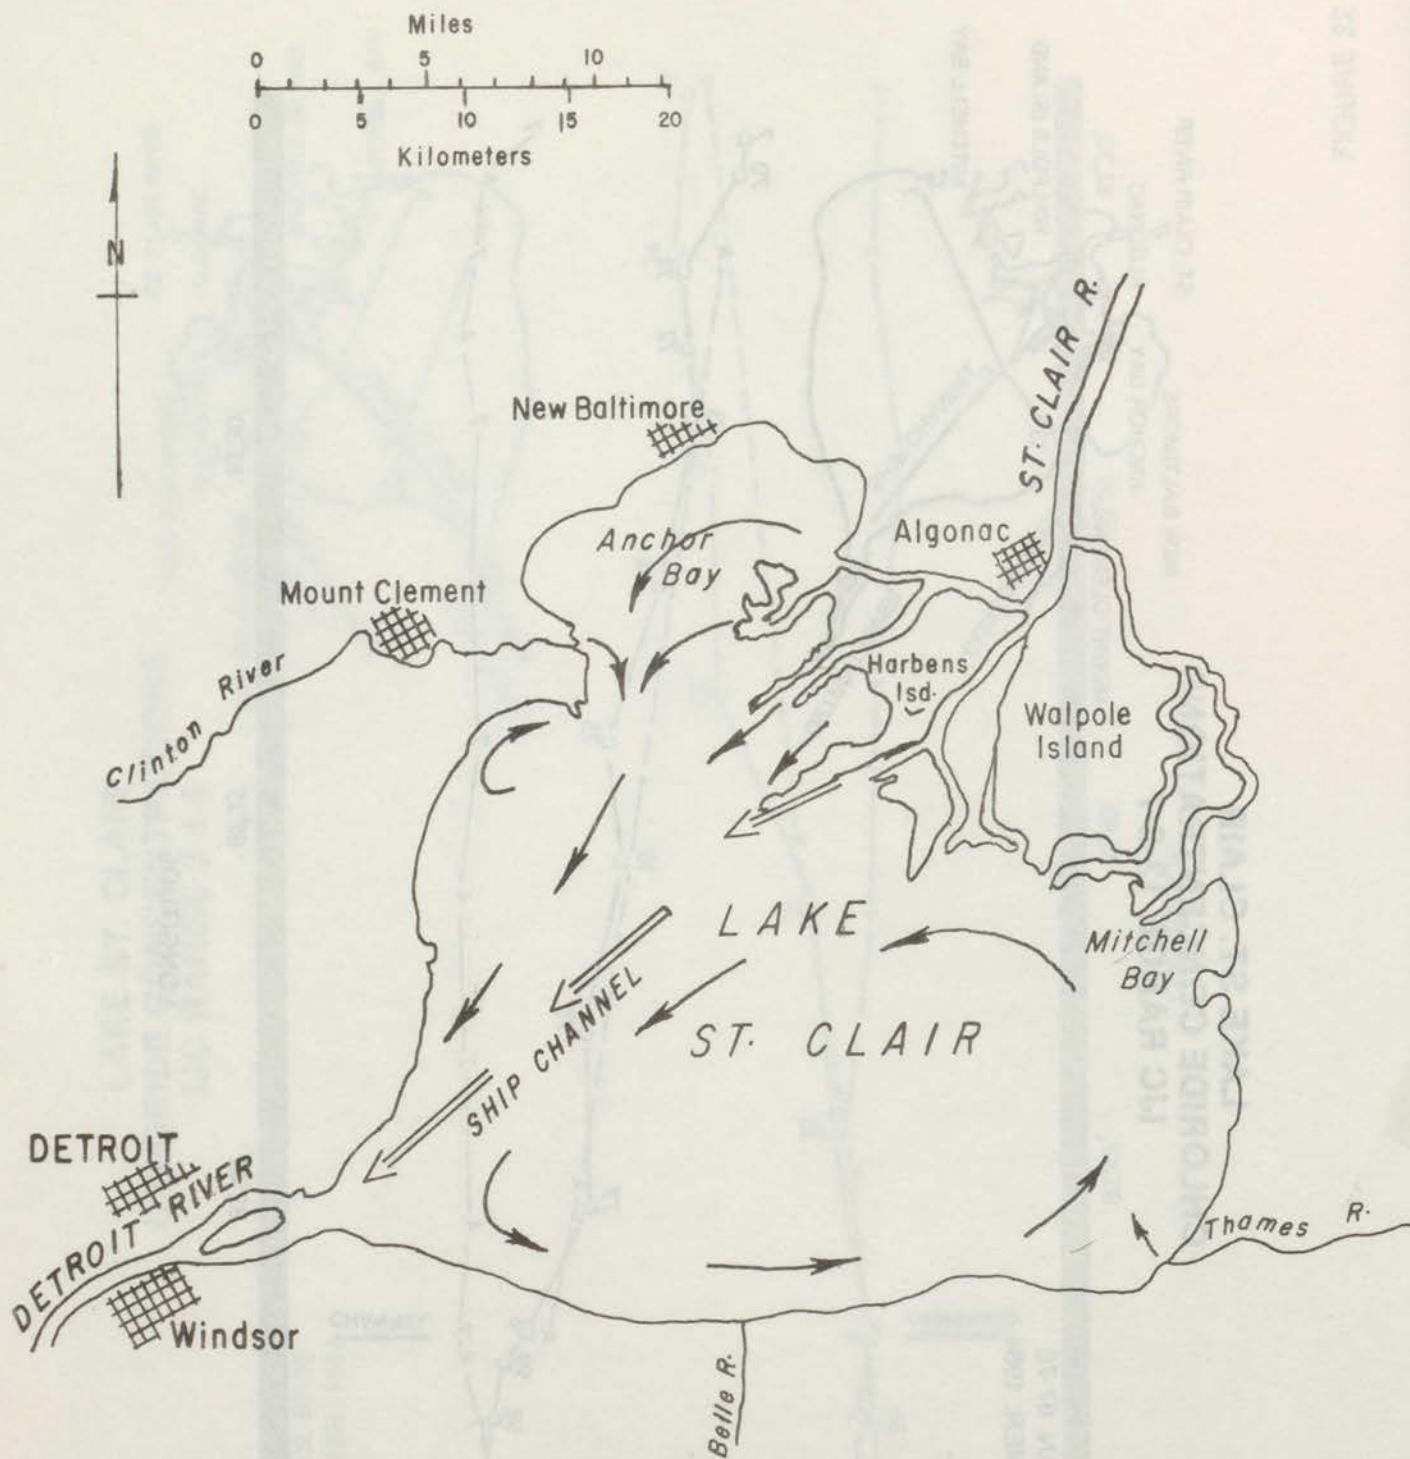 Miles
0 5 10
0 5 10 15 20
Kilometers
N
ST. CLAIR R.
New Baltimore
Anchor
Bay
Algonac
Mount Clement
Clinton River
Harbens
Isd.
Walpole
Island
LAKE
ST. CLAIR
Mitchell
Bay
SHIP CHANNEL
DETROIT
DETROIT RIVER
Windsor
Thames R.
Belle R.